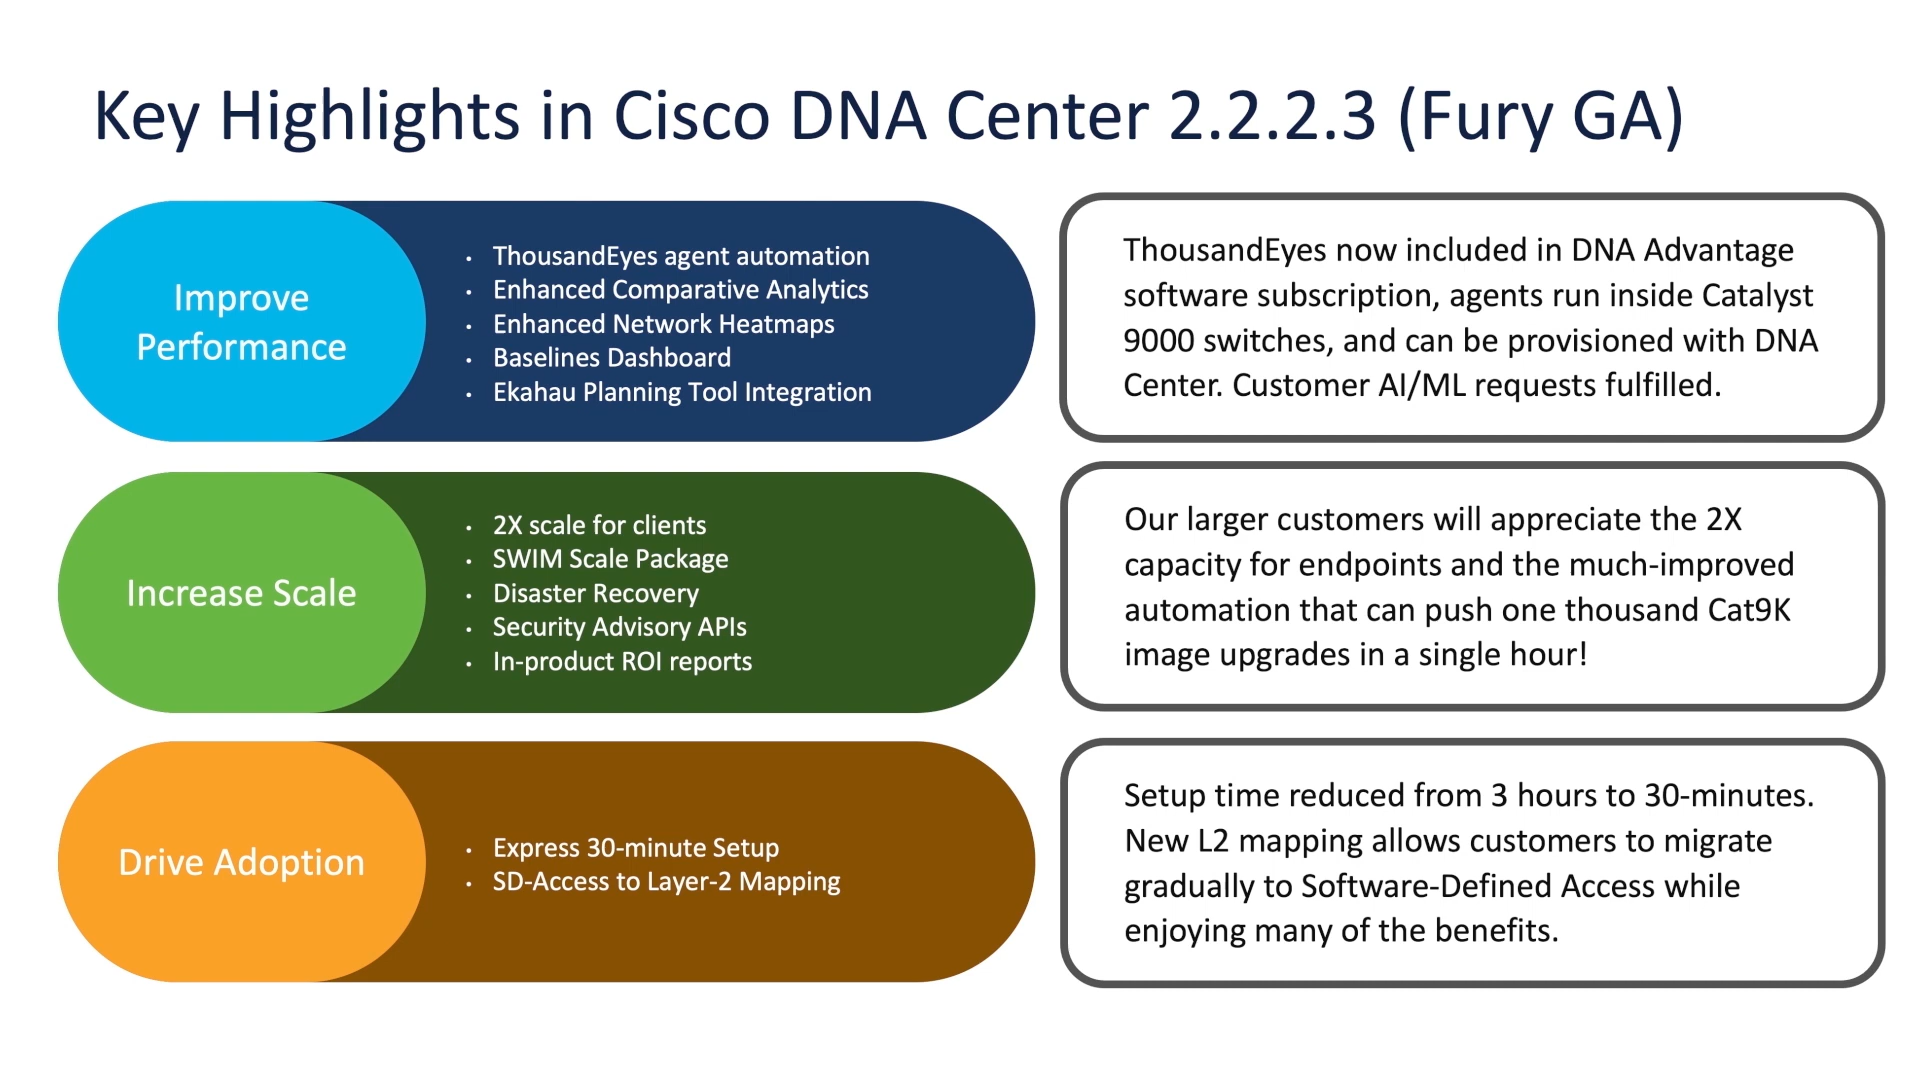 Key Highlights in Cisco DNA Center 2.2.2.3 (Fury GA)
Improve
Performance
• ThousandEyes agent automation
• Enhanced Comparative Analytics
• Enhanced Network Heatmaps
• Baselines Dashboard
• Ekahau Planning Tool Integration
ThousandEyes now included in DNA Advantage
software subscription, agents run inside Catalyst
9000 switches, and can be provisioned with DNA
Center. Customer AI/ML requests fulfilled.
Increase Scale
• 2X scale for clients
• SWIM Scale Package
• Disaster Recovery
• Security Advisory APIs
• In-product ROI reports
Our larger customers will appreciate the 2X
capacity for endpoints and the much-improved
automation that can push one thousand Cat9K
image upgrades in a single hour!
Drive Adoption
• Express 30-minute Setup
• SD-Access to Layer-2 Mapping
Setup time reduced from 3 hours to 30-minutes.
New L2 mapping allows customers to migrate
gradually to Software-Defined Access while
enjoying many of the benefits.